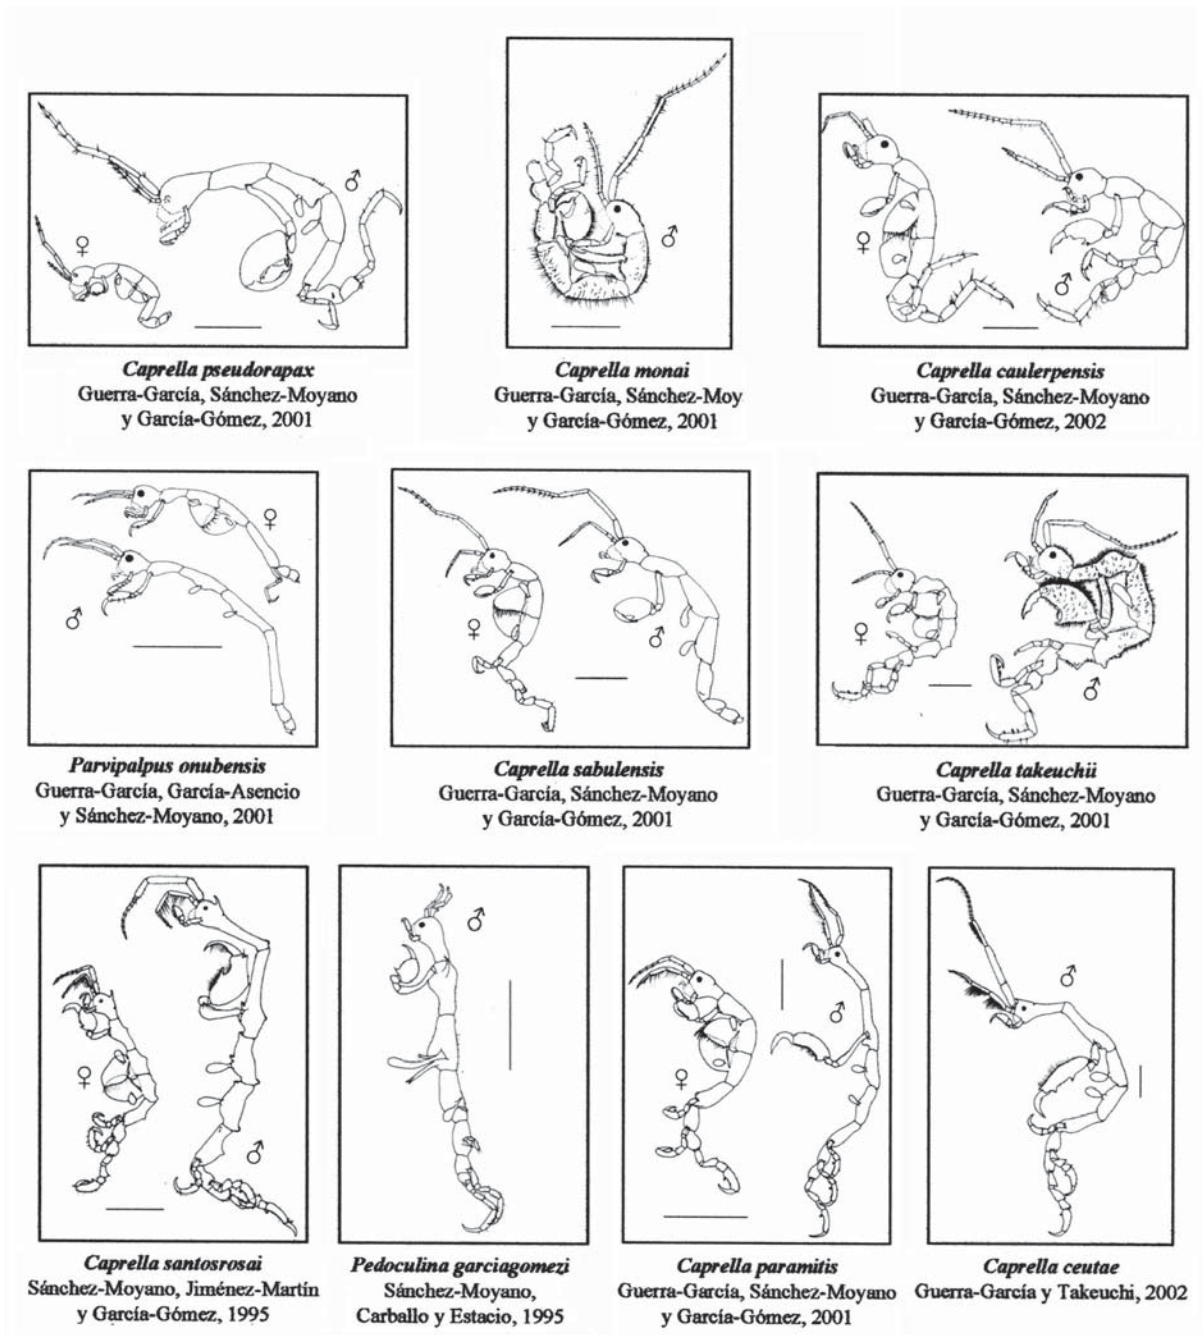 ♀
♂
Caprella pseudorapax
Guerra-García, Sánchez-Moyano
y García-Gómez, 2001
♂
Caprella monai
Guerra-García, Sánchez-Moy
y García-Gómez, 2001
♀
♂
Caprella caulerpensis
Guerra-García, Sánchez-Moyano
y García-Gómez, 2002
♀
♂
Parvipalpus onubensis
Guerra-García, García-Asencio
y Sánchez-Moyano, 2001
♀
♂
Caprella sabulensis
Guerra-García, Sánchez-Moyano
y García-Gómez, 2001
♀
♂
Caprella takeuchii
Guerra-García, Sánchez-Moyano
y García-Gómez, 2001
♀
♂
Caprella santosrosai
Sánchez-Moyano, Jiménez-Martín
y García-Gómez, 1995
♂
Pedoculina garciagomezi
Sánchez-Moyano,
Carballo y Estacio, 1995
♀
♂
Caprella paramitis
Guerra-García, Sánchez-Moyano
y García-Gómez, 2001
♂
Caprella ceutae
Guerra-García y Takeuchi, 2002